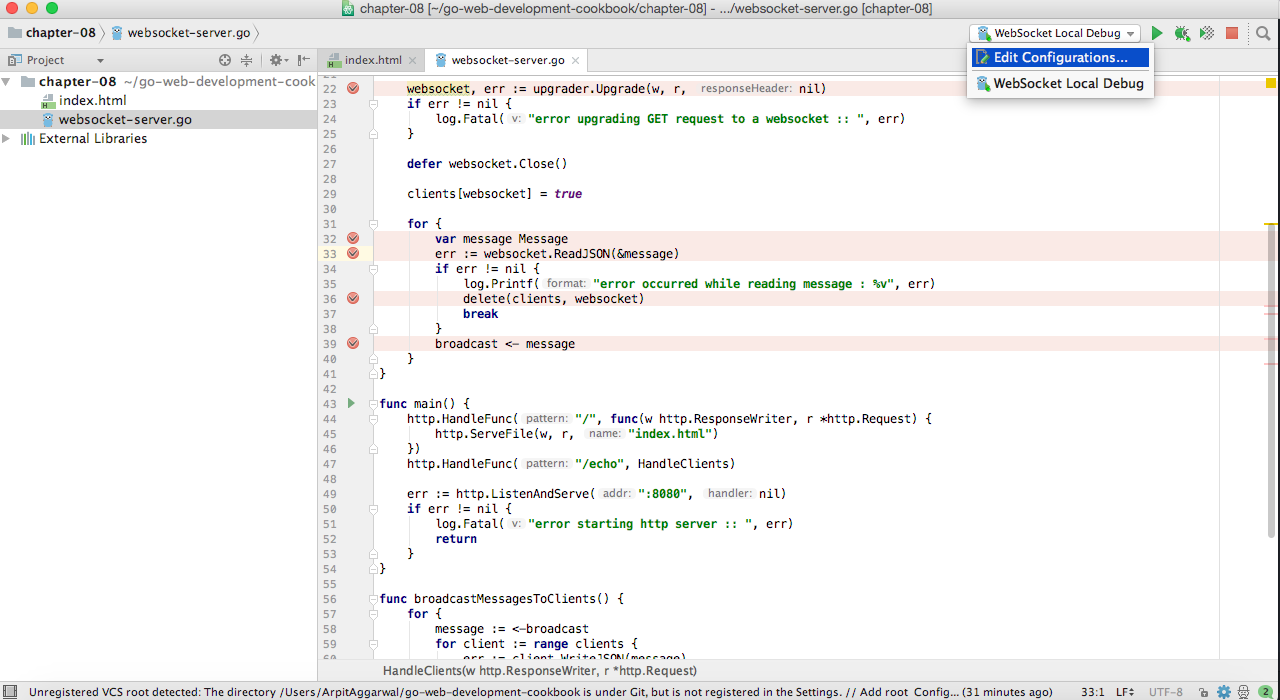 chapter-08 [~/go-web-development-cookbook/chapter-08] - .../websocket-server.go [chapter-08]
chapter-08 websocket-server.go WebSocket Local Debug
Project index.html websocket-server.go Edit Configurations...
chapter-08 ~/go-web-development-cook WebSocket Local Debug
index.html
websocket-server.go
External Libraries
22 websocket, err := upgrader.Upgrade(w, r, responseHeader: nil)
23 if err != nil {
24 log.Fatal( v: "error upgrading GET request to a websocket :: ", err)
25 }
26
27 defer websocket.Close()
28
29 clients[websocket] = true
30
31 for {
32 var message Message
33 err := websocket.ReadJSON(&message)
34 if err != nil {
35 log.Printf( format: "error occurred while reading message : %v", err)
36 delete(clients, websocket)
37 break
38 }
39 broadcast <- message
40 }
41 }
42
43 func main() {
44 http.HandleFunc( pattern: "/", func(w http.ResponseWriter, r *http.Request) {
45 http.ServeFile(w, r, name: "index.html")
46 })
47 http.HandleFunc( pattern: "/echo", HandleClients)
48
49 err := http.ListenAndServe( addr: ":8080", handler: nil)
50 if err != nil {
51 log.Fatal( v: "error starting http server :: ", err)
52 return
53 }
54 }
55
56 func broadcastMessagesToClients() {
57 for {
58 message := <-broadcast
59 for client := range clients {
60 err := client.WriteJSON(message)
HandleClients(w http.ResponseWriter, r *http.Request)
Unregistered VCS root detected: The directory /Users/ArpitAggarwal/go-web-development-cookbook is under Git, but is not registered in the Settings. // Add root Config... (31 minutes ago) 33:1 LF UTF-8 2